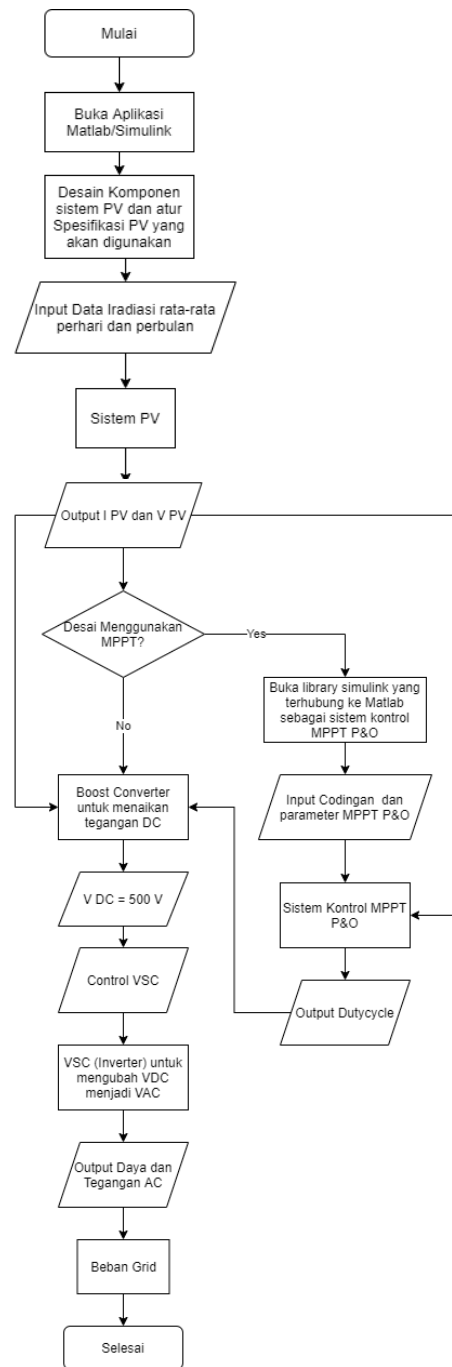 Mulai
Buka Aplikasi
Matlab/Simulink
Desain Komponen
sistem PV dan atur
Spesifikasi PV yang
akan digunakan
Input Data Iradiasi rata-rata
perhari dan perbulan
Sistem PV
Output I PV dan V PV
Desai Menggunakan
MPPT?
Yes
No
Buka library simulink yang
terhubung ke Matlab
sebagai sistem kontrol
MPPT P&O
Input Codingan dan
parameter MPPT P&O
Sistem Kontrol MPPT
P&O
Output Dutycycle
Boost Converter
untuk menaikan
tegangan DC
V DC = 500 V
Control VSC
VSC (Inverter) untuk
mengubah VDC
menjadi VAC
Output Daya dan
Tegangan AC
Beban Grid
Selesai